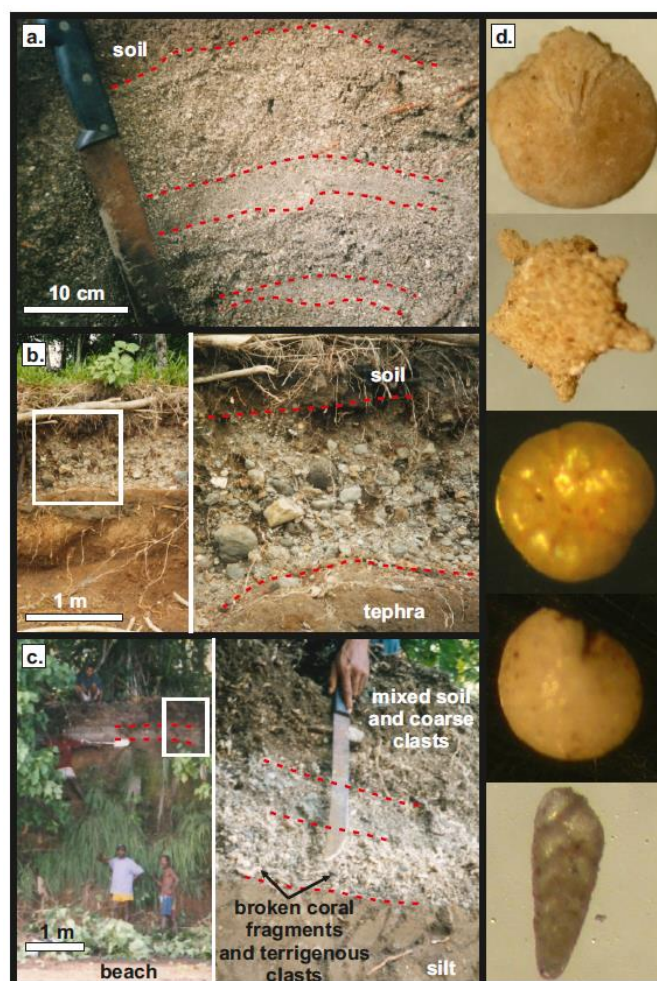 a.
soil
10 cm
b.
soil
1 m
tephra
c.
mixed soil
and coarse
clasts
broken coral
fragments
and terrigenous
clasts
silt
1 m
beach
d.